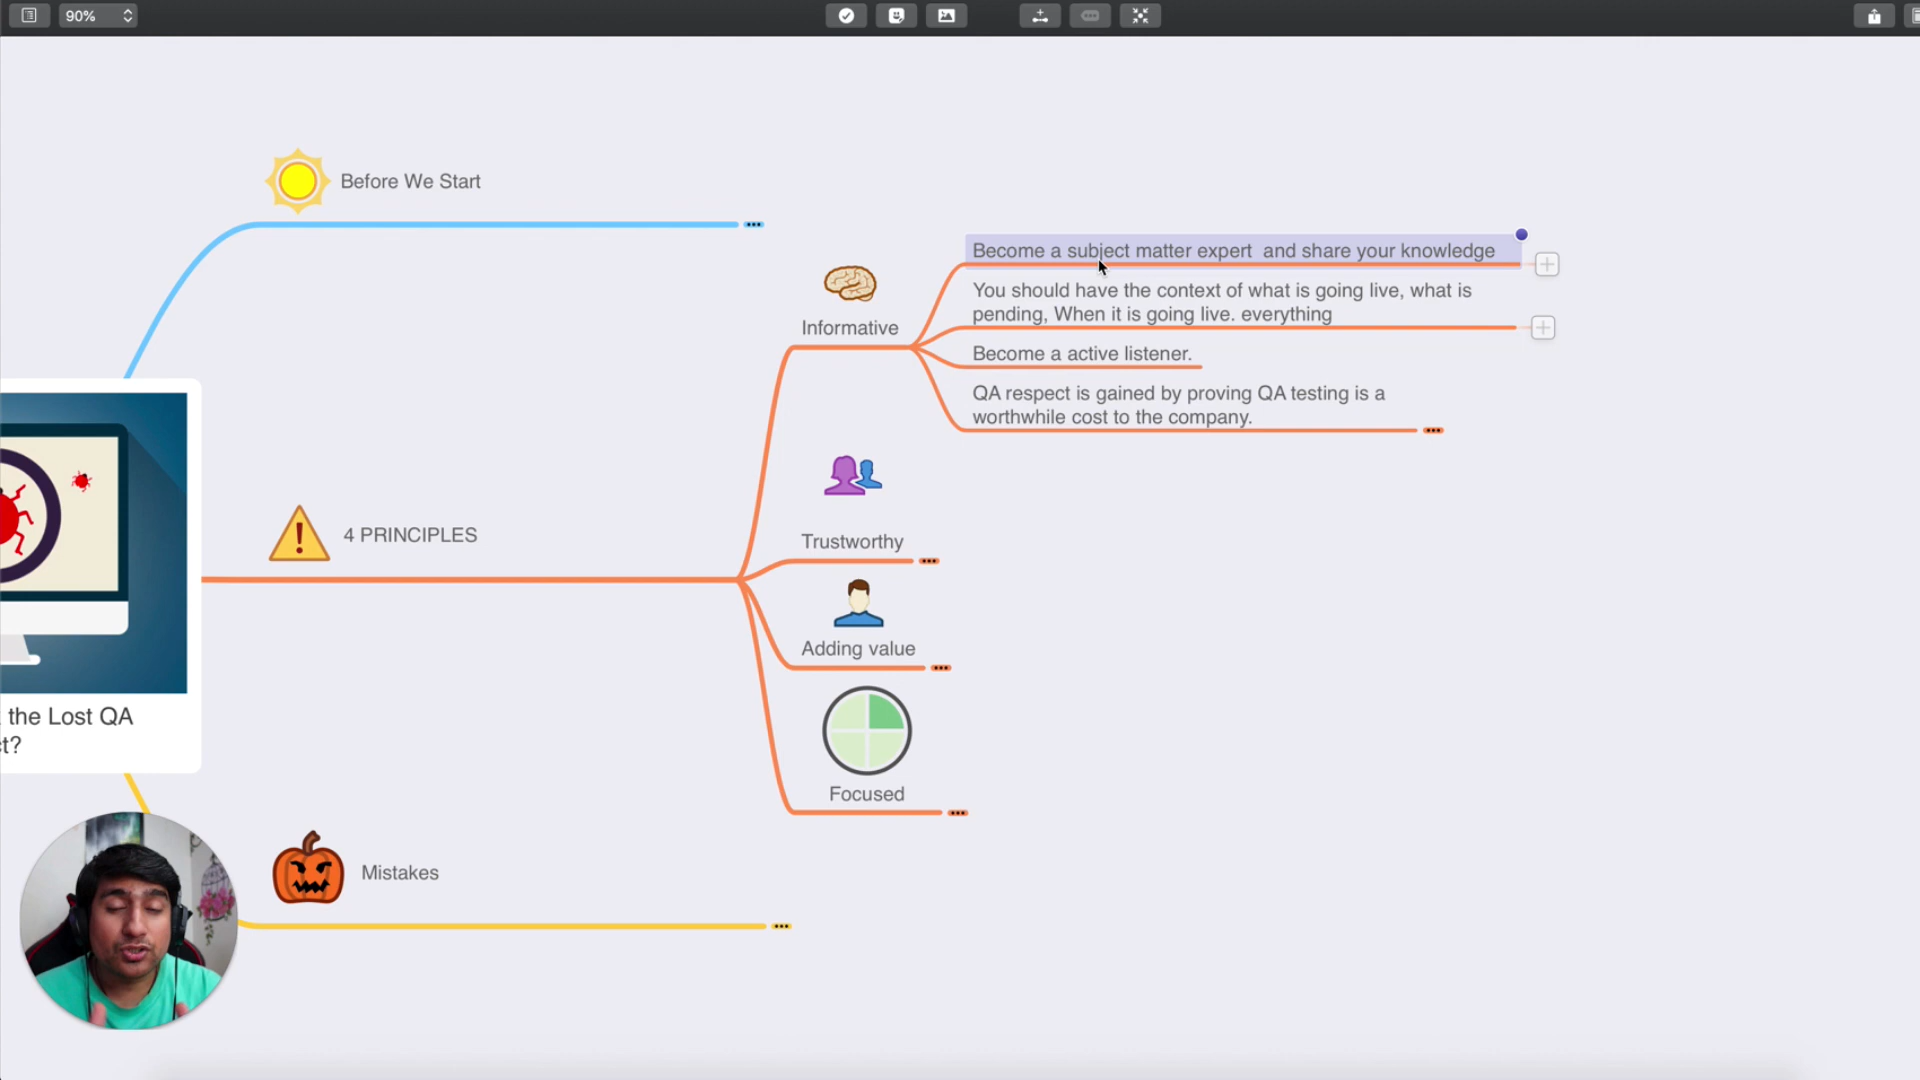 90%
Before We Start
Become a subject matter expert  and share your knowledge
You should have the context of what is going live, what is
pending, When it is going live. everything
Informative
Become a active listener.
QA respect is gained by proving QA testing is a
worthwhile cost to the company.
4 PRINCIPLES
Trustworthy
Adding value
the Lost QA
ct?
Focused
Mistakes